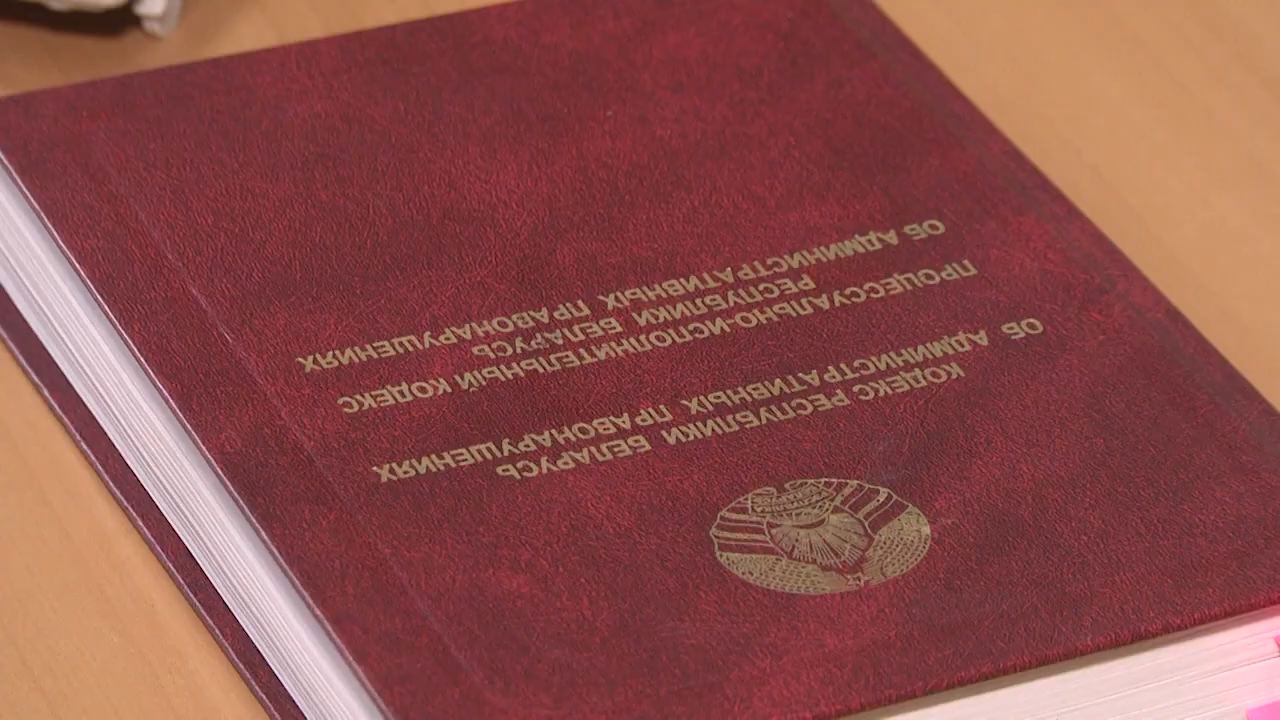 КОДЕКС РЕСПУБЛИКИ БЕЛАРУСЬ
ОБ АДМИНИСТРАТИВНЫХ ПРАВОНАРУШЕНИЯХ
ПРОЦЕССУАЛЬНО-ИСПОЛНИТЕЛЬНЫЙ КОДЕКС
РЕСПУБЛИКИ БЕЛАРУСЬ
ОБ АДМИНИСТРАТИВНЫХ ПРАВОНАРУШЕНИЯХ